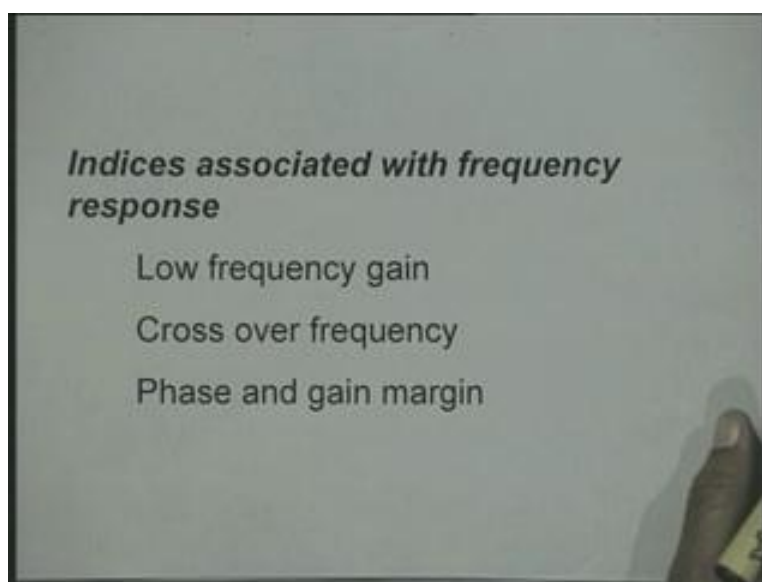 Indices associated with frequency
response
Low frequency gain
Cross over frequency
Phase and gain margin